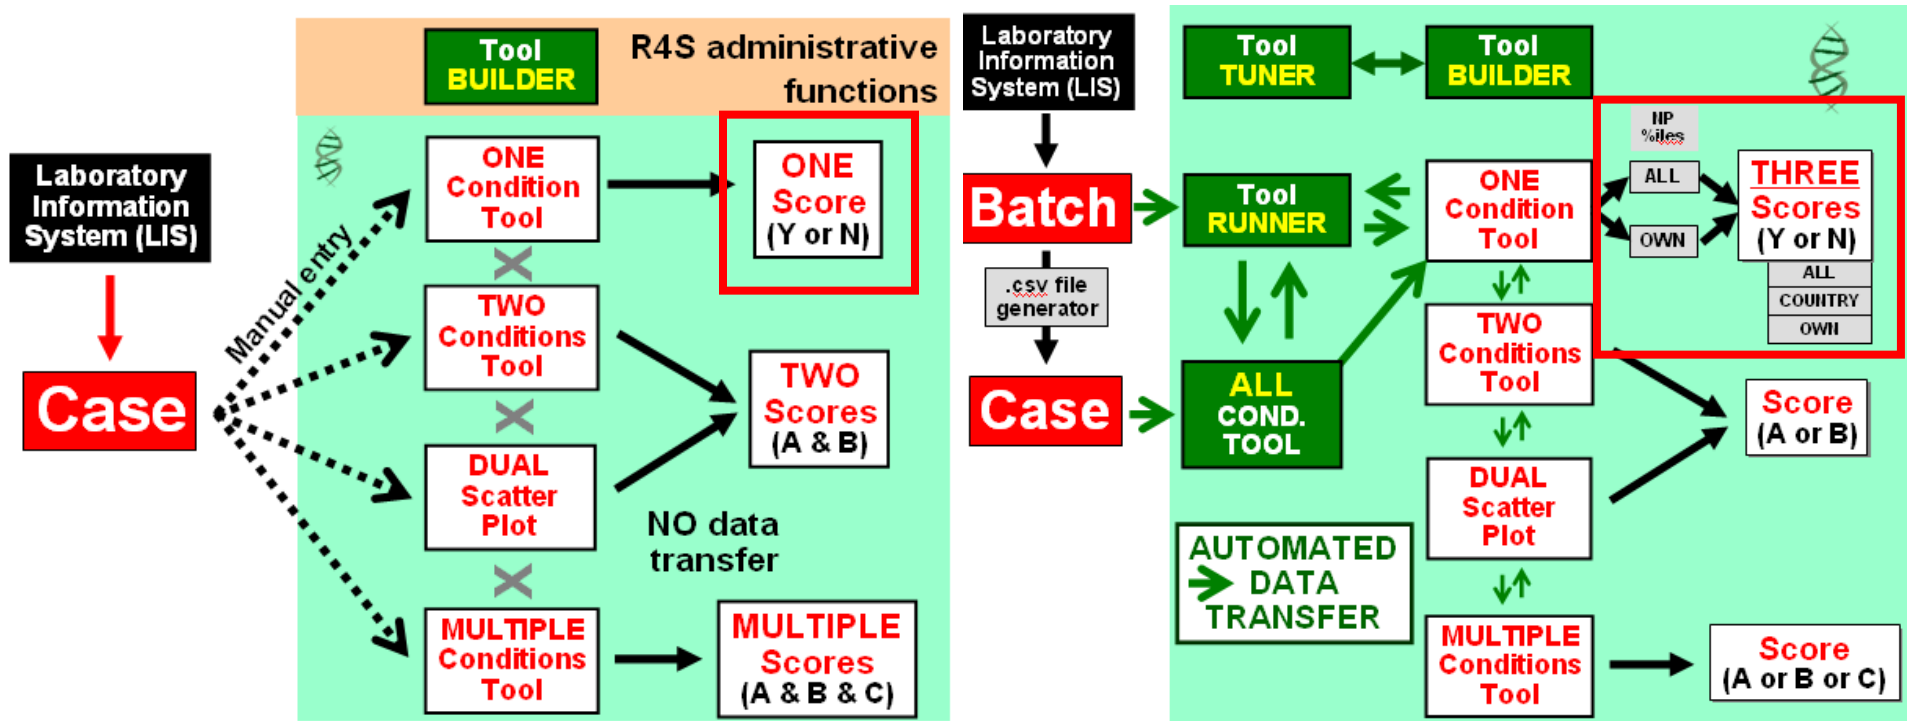 R4S administrative
functions
Tool
BUILDER
Laboratory
Information
System (LIS)
Case
Manual entry
ONE
Condition
Tool
ONE
Score
(Y or N)
TWO
Conditions
Tool
TWO
Scores
(A & B)
DUAL
Scatter
Plot
NO data
transfer
MULTIPLE
Conditions
Tool
MULTIPLE
Scores
(A & B & C)
Laboratory
Information
System (LIS)
Batch
.csv file
generator
Case
Tool
TUNER
Tool
BUILDER
Tool
RUNNER
ALL
COND.
TOOL
AUTOMATED
DATA
TRANSFER
ONE
Condition
Tool
NP
%iles
ALL
OWN
THREE
Scores
(Y or N)
ALL
COUNTRY
OWN
TWO
Conditions
Tool
Score
(A or B)
DUAL
Scatter
Plot
MULTIPLE
Conditions
Tool
Score
(A or B or C)